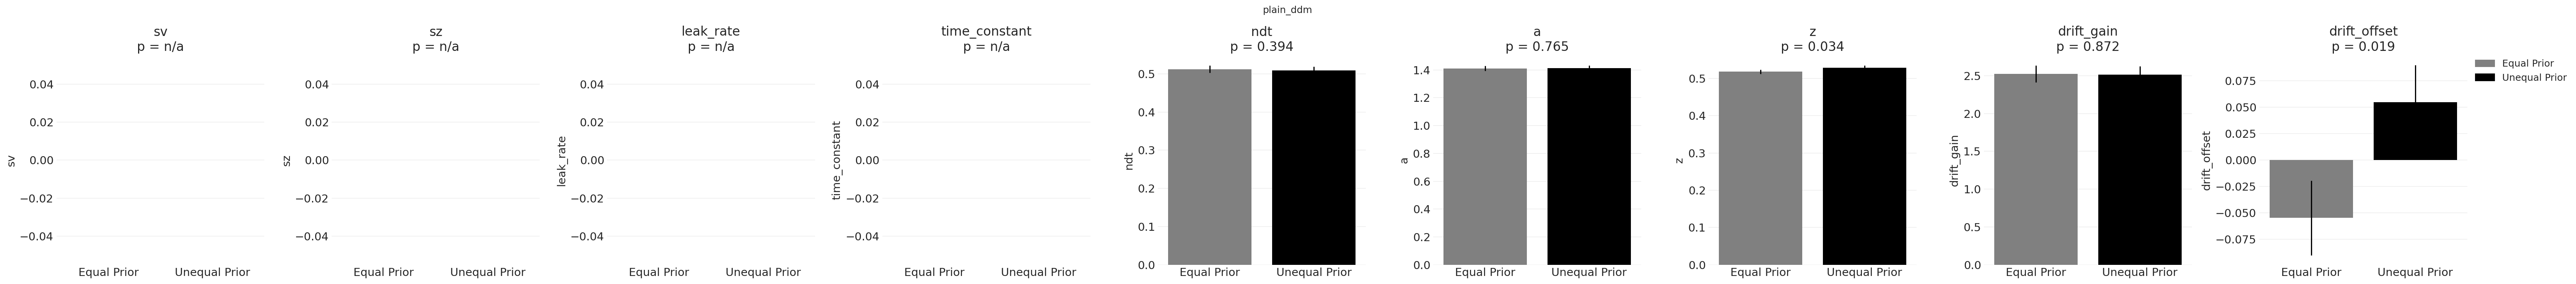 plain_ddm
sv
p = n/a
0.04
0.02
0.00
−0.02
−0.04
sv
Equal Prior
Unequal Prior
sz
p = n/a
0.04
0.02
0.00
−0.02
−0.04
sz
Equal Prior
Unequal Prior
leak_rate
p = n/a
0.04
0.02
0.00
−0.02
−0.04
leak_rate
Equal Prior
Unequal Prior
time_constant
p = n/a
0.04
0.02
0.00
−0.02
−0.04
time_constant
Equal Prior
Unequal Prior
ndt
p = 0.394
0.5
0.4
0.3
0.2
0.1
0.0
ndt
Equal Prior
Unequal Prior
a
p = 0.765
1.4
1.2
1.0
0.8
0.6
0.4
0.2
0.0
a
Equal Prior
Unequal Prior
z
p = 0.034
0.5
0.4
0.3
0.2
0.1
0.0
z
Equal Prior
Unequal Prior
drift_gain
p = 0.872
2.5
2.0
1.5
1.0
0.5
0.0
drift_gain
Equal Prior
Unequal Prior
drift_offset
p = 0.019
0.075
0.050
0.025
0.000
−0.025
−0.050
−0.075
drift_offset
Equal Prior
Unequal Prior
Equal Prior
Unequal Prior